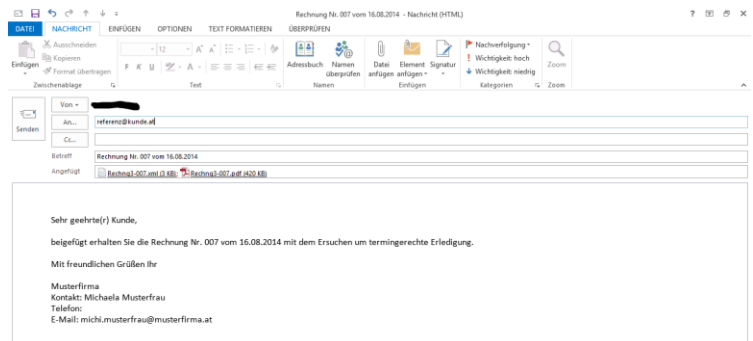 Rechnung Nr. 007 vom 16.08.2014 - Nachricht (HTML)
DATEI NACHRICHT EINFÜGEN OPTIONEN TEXT FORMATIEREN ÜBERPRÜFEN
Einfügen
Ausschneiden
Kopieren
Format übertragen
Zwischenablage
12
F K U
Text
Adressbuch
Namen überprüfen
Namen
Datei anfügen
Element anfügen
Signatur
Einfügen
Nachverfolgung
Wichtigkeit: hoch
Wichtigkeit: niedrig
Kategorien
Zoom
Zoom
Senden
Von
An... referenz@kunde.at
Cc...
Betreff Rechnung Nr. 007 vom 16.08.2014
Angefügt Rechng3-007.xml (3 KB); Rechng3-007.pdf (420 KB)
Sehr geehrte(r) Kunde,
beigefügt erhalten Sie die Rechnung Nr. 007 vom 16.08.2014 mit dem Ersuchen um termingerechte Erledigung.
Mit freundlichen Grüßen Ihr
Musterfirma
Kontakt: Michaela Musterfrau
Telefon:
E-Mail: michi.musterfrau@musterfirma.at